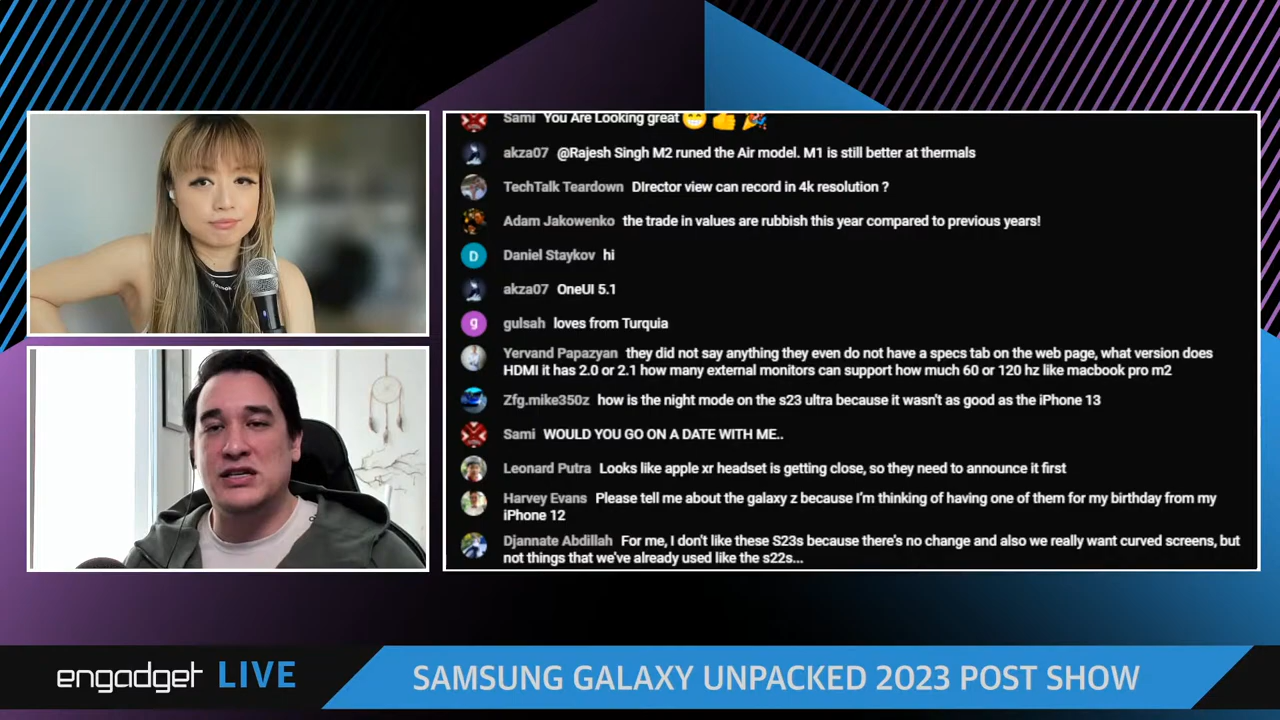 Sami You Are Looking great 😁 👍 🎉
akza07 @Rajesh Singh M2 runed the Air model. M1 is still better at thermals
TechTalk Teardown DIrector view can record in 4k resolution ?
Adam Jakowenko the trade in values are rubbish this year compared to previous years!
D Daniel Staykov hi
akza07 OneUI 5.1
g gulsah loves from Turquia
Yervand Papazyan they did not say anything they even do not have a specs tab on the web page, what version does
HDMI it has 2.0 or 2.1 how many external monitors can support how much 60 or 120 hz like macbook pro m2
Zfg.mike350z how is the night mode on the s23 ultra because it wasn't as good as the iPhone 13
Sami WOULD YOU GO ON A DATE WITH ME..
Leonard Putra Looks like apple xr headset is getting close, so they need to announce it first
Harvey Evans Please tell me about the galaxy z because I'm thinking of having one of them for my birthday from my
iPhone 12
Djannate Abdillah For me, I don't like these S23s because there's no change and also we really want curved screens, but
not things that we've already used like the s22s...
engadget LIVE
SAMSUNG GALAXY UNPACKED 2023 POST SHOW